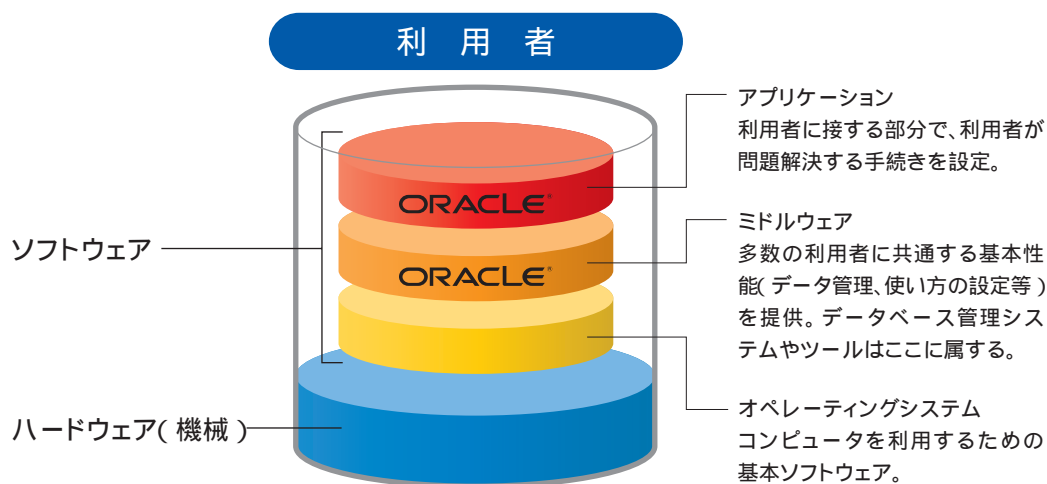 利 用 者
アプリケーション
利用者に接する部分で、利用者が
問題解決する手続きを設定。
ORACLE®
ミドルウェア
多数の利用者に共通する基本性
能(データ管理、使い方の設定等)
を提供。データベース管理シス
テムやツールはここに属する。
ORACLE®
ソフトウェア
オペレーティングシステム
コンピュータを利用するための
基本ソフトウェア。
ハードウェア(機械)